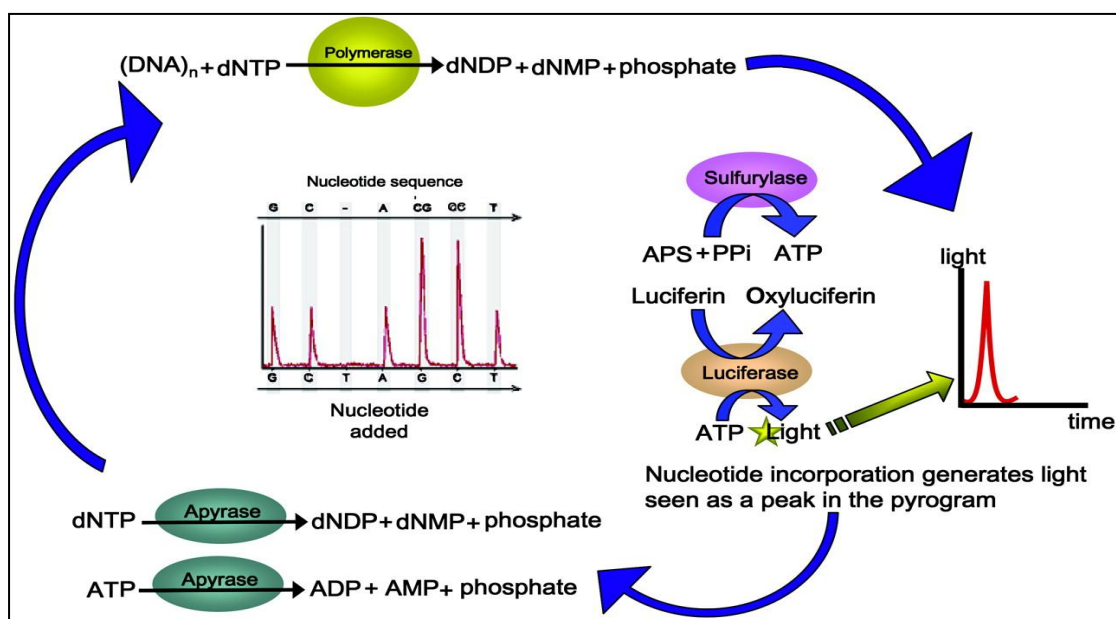 Polymerase
(DNA)n+dNTP dNDP+dNMP+phosphate
Nucleotide sequence
G C - A CG T
G C T A G C T
Nucleotide
added
Sulfurylase
APS+PPi ATP
Luciferin Oxyluciferin
Luciferase
ATP Light
light
time
Nucleotide incorporation generates light
seen as a peak in the pyrogram
dNTP Apyrase dNDP+dNMP+ phosphate
ATP Apyrase ADP+ AMP+ phosphate